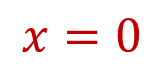 x = 0